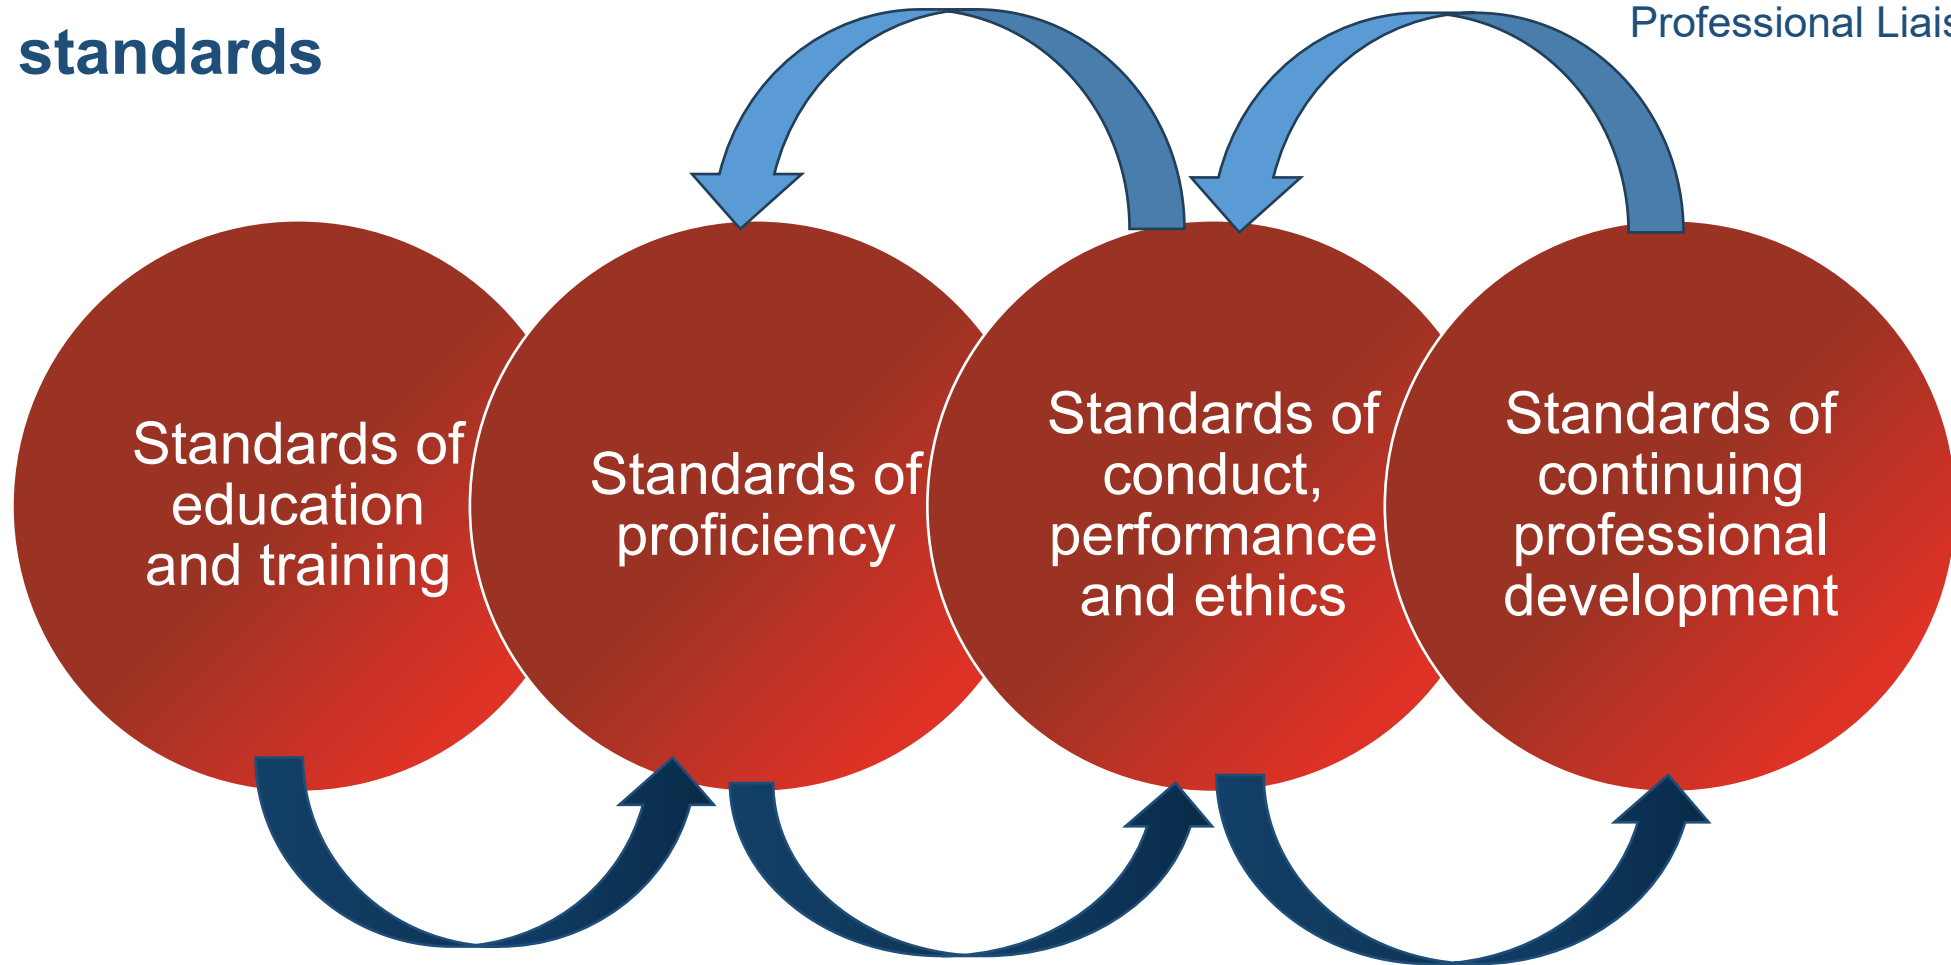 standards
Professional Liais
Standards of
education
and training
Standards of
proficiency
Standards of
conduct,
performance
and ethics
Standards of
continuing
professional
development